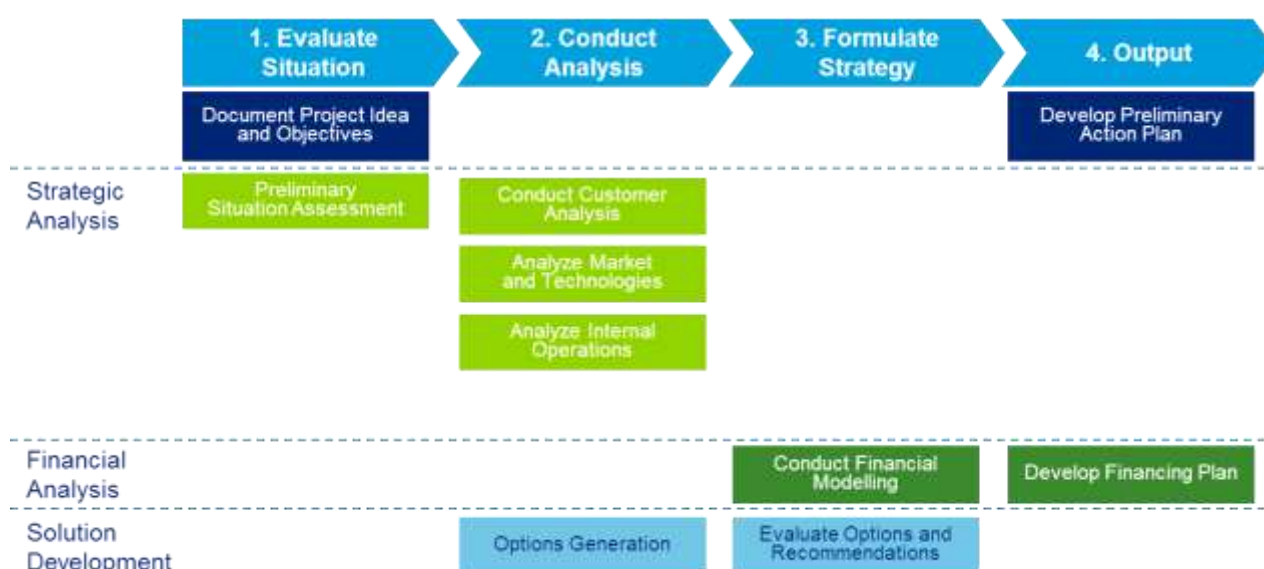 1. Evaluate
Situation
2. Conduct
Analysis
3. Formulate
Strategy
4. Output
Document Project Idea
and Objectives
Develop Preliminary
Action Plan
Strategic
Analysis
Preliminary
Situation Assessment
Conduct Customer
Analysis
Analyze Market
and Technologies
Analyze Internal
Operations
Financial
Analysis
Conduct Financial
Modelling
Develop Financing Plan
Solution
Development
Options Generation
Evaluate Options and
Recommendations